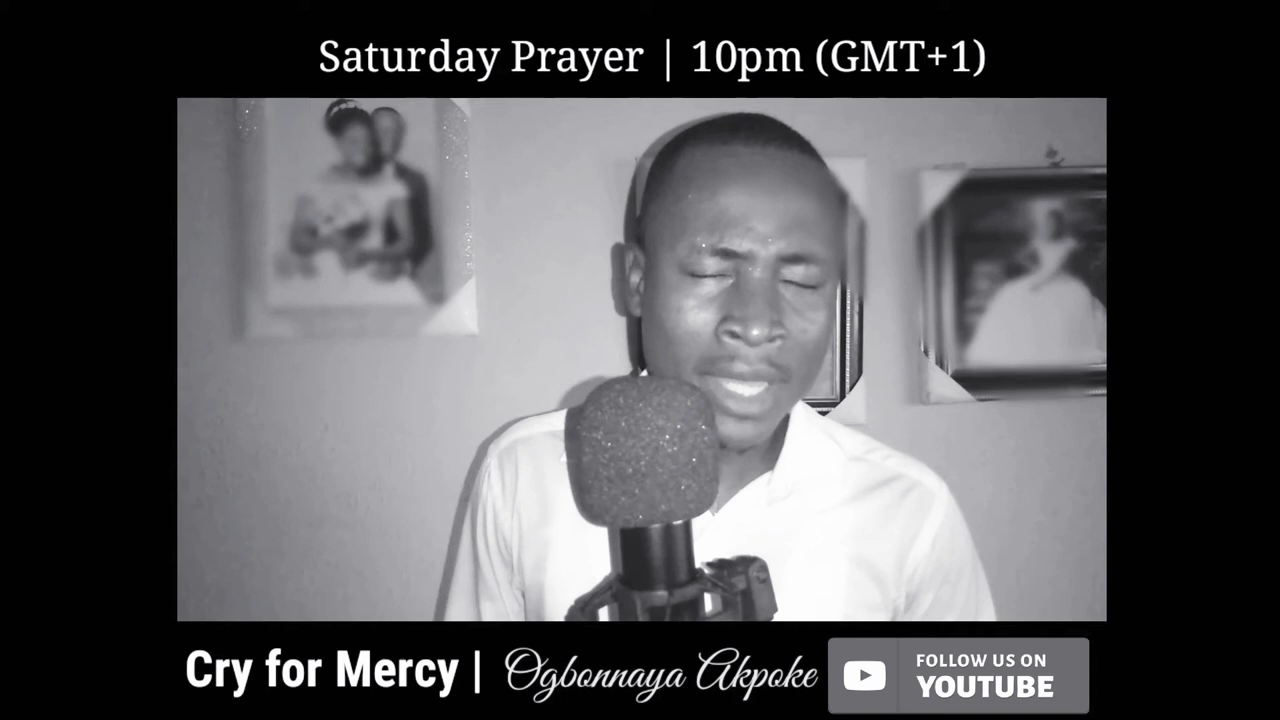 Saturday Prayer | 10pm (GMT+1)
Cry for Mercy | Ogbonnaya Akpoke
FOLLOW US ON
YOUTUBE